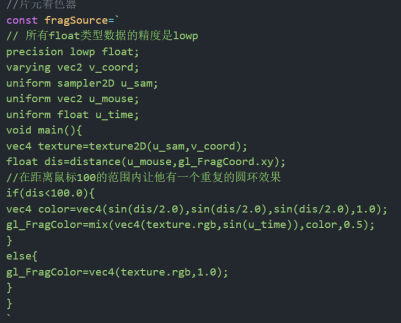 //片元着色器
const fragSource=`
// 所有float类型数据的精度是lowp
precision lowp float;
varying vec2 v_coord;
uniform sampler2D u_sam;
uniform vec2 u_mouse;
uniform float u_time;
void main(){
vec4 texture=texture2D(u_sam,v_coord);
float dis=distance(u_mouse,gl_FragCoord.xy);
//在距离鼠标100的范围内让他有一个重复的圆环效果
if(dis<100.0){
vec4 color=vec4(sin(dis/2.0),sin(dis/2.0),sin(dis/2.0),1.0);
gl_FragColor=mix(vec4(texture.rgb,sin(u_time)),color,0.5);
}
else{
gl_FragColor=vec4(texture.rgb,1.0);
}
}
`